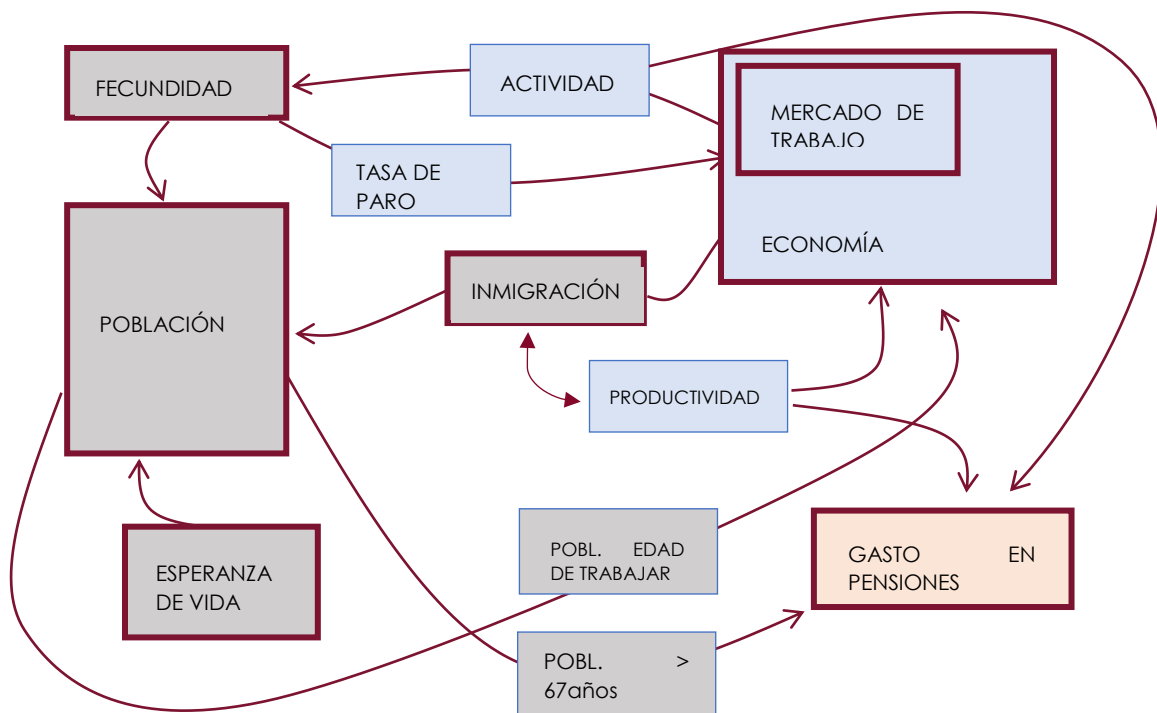 FECUNDIDAD
ACTIVIDAD
MERCADO DE
TRABAJO
TASA DE
PARO
ECONOMÍA
INMIGRACIÓN
POBLACIÓN
PRODUCTIVIDAD
POBL. EDAD
DE TRABAJAR
GASTO EN
PENSIONES
ESPERANZA
DE VIDA
POBL. >
67años